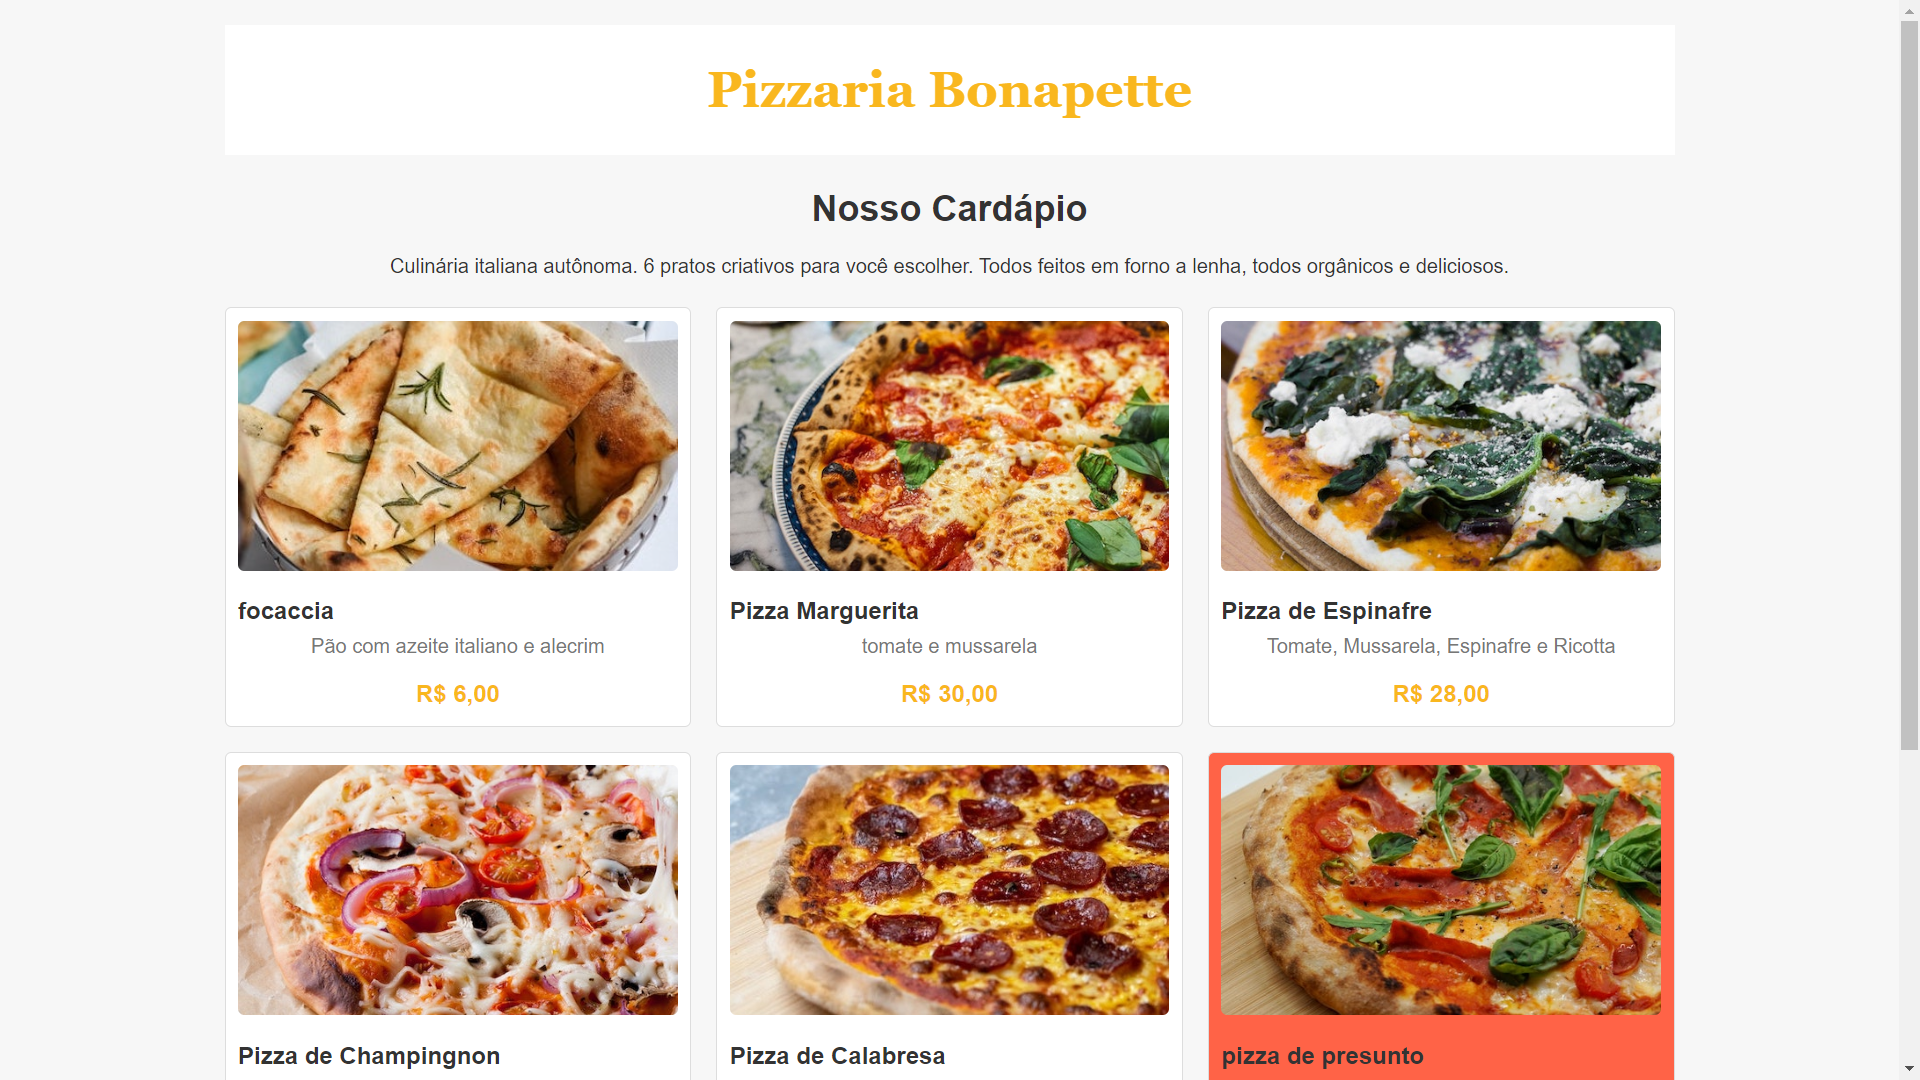 Pizzaria Bonapette
Nosso Cardápio
Culinária italiana autônoma. 6 pratos criativos para você escolher. Todos feitos em forno a lenha, todos orgânicos e deliciosos.
focaccia
Pão com azeite italiano e alecrim
R$ 6,00
Pizza Marguerita
tomate e mussarela
R$ 30,00
Pizza de Espinafre
Tomate, Mussarela, Espinafre e Ricotta
R$ 28,00
Pizza de Champingnon
Pizza de Calabresa
pizza de presunto